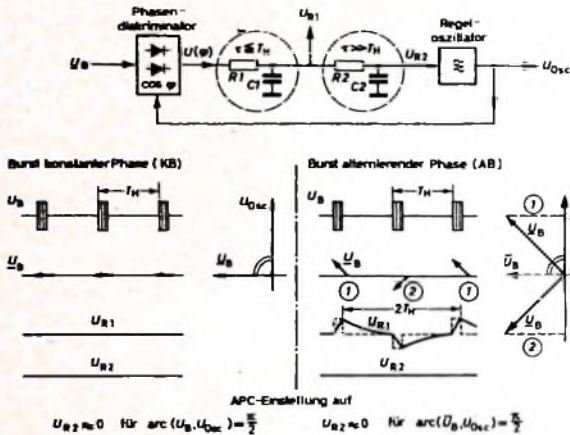 Phasen-
diskriminator
Regel-
oszillator
U_R1
τ ≦ T_H
τ ≫ T_H
U_B
U(φ)
R1
C1
R2
C2
U_R2
U_Osc
cos φ
Burst konstanter Phase (KB)
Burst alternierender Phase (AB)
U_B
T_H
U_Osc
U_B
T_H
1
U_B
U_B
U_B
U_B
U_B
U_B
1
2
1
2T_H
2
U_R1
U_R1
U_R2
U_R2
APC-Einstellung auf
U_R2 ≈ 0 für arc (U_B, U_Osc) = π/2
U_R2 ≈ 0 für arc (Ū_B, U_Osc) = π/2